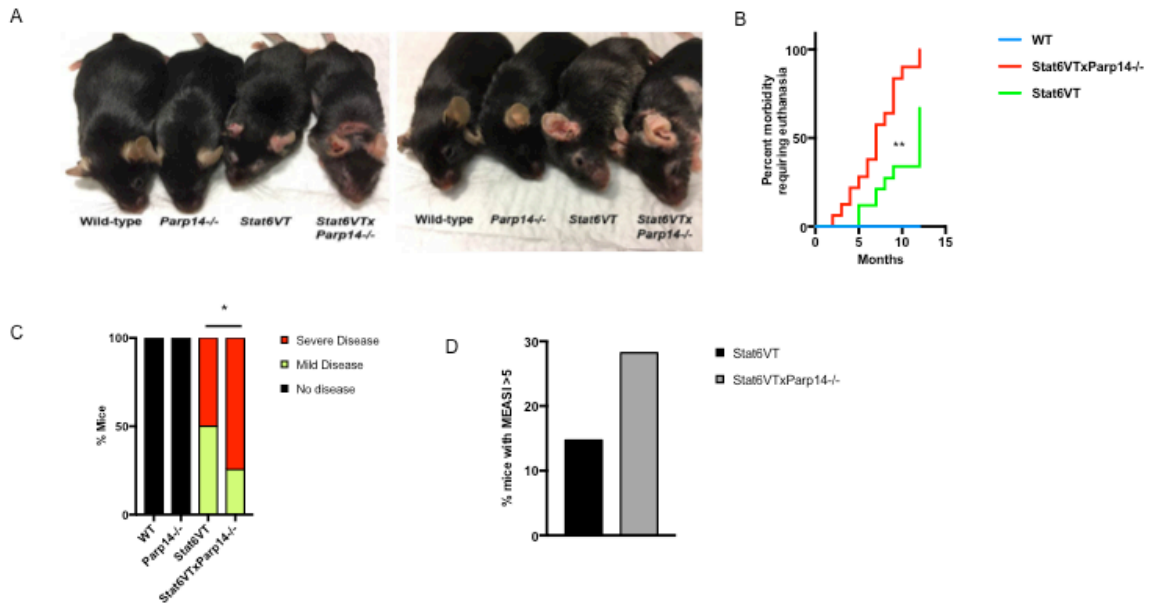 A
Wild-type Parp14-/- Stat6VT Stat6VTx
Parp14-/-
Wild-type Parp14-/- Stat6VT Stat6VTx
Parp14-/-
B
Percent morbidity
requiring euthanasia
100
50
0
0 5 10 15
Months
**
WT
Stat6VTxParp14-/-
Stat6VT
C
% Mice
100
50
0
*
WT
Parp14-/-
Stat6VT
Stat6VTxParp14-/-
Severe Disease
Mild Disease
No disease
D
% mice with MEASI >5
30
20
10
0
Stat6VT
Stat6VTxParp14-/-